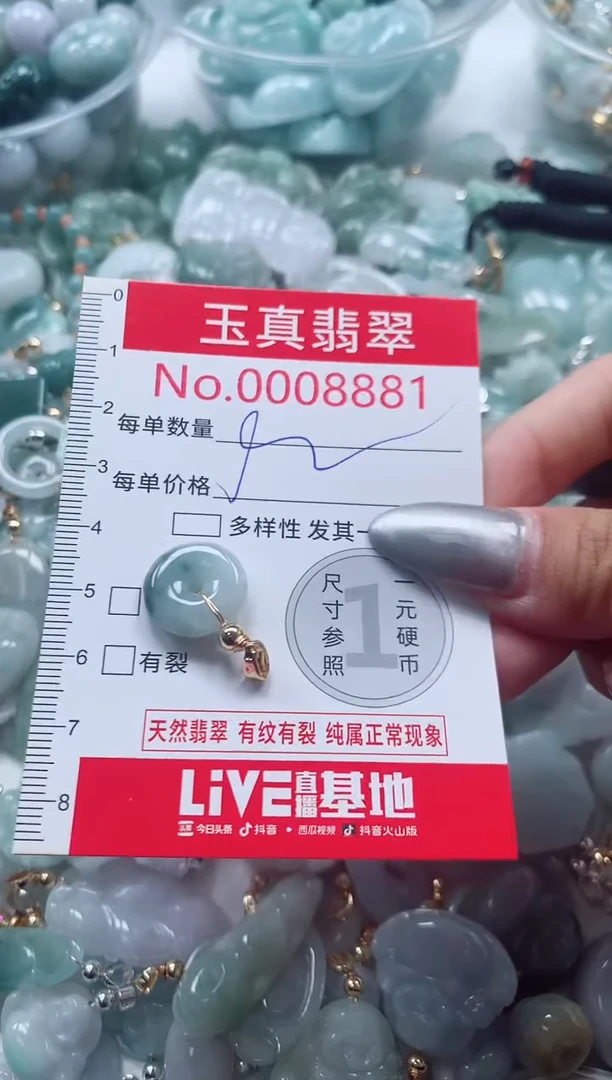 0
玉真翡翠
1
No.0008881
2
每单数量
3
每单价格
4
多样性 发其一
5
6
有裂
尺寸参照
1
一元硬币
天然翡翠 有纹有裂 纯属正常现象
7
LiVE直播基地
8
头条 今日头条 抖音 · 西瓜视频 抖音火山版